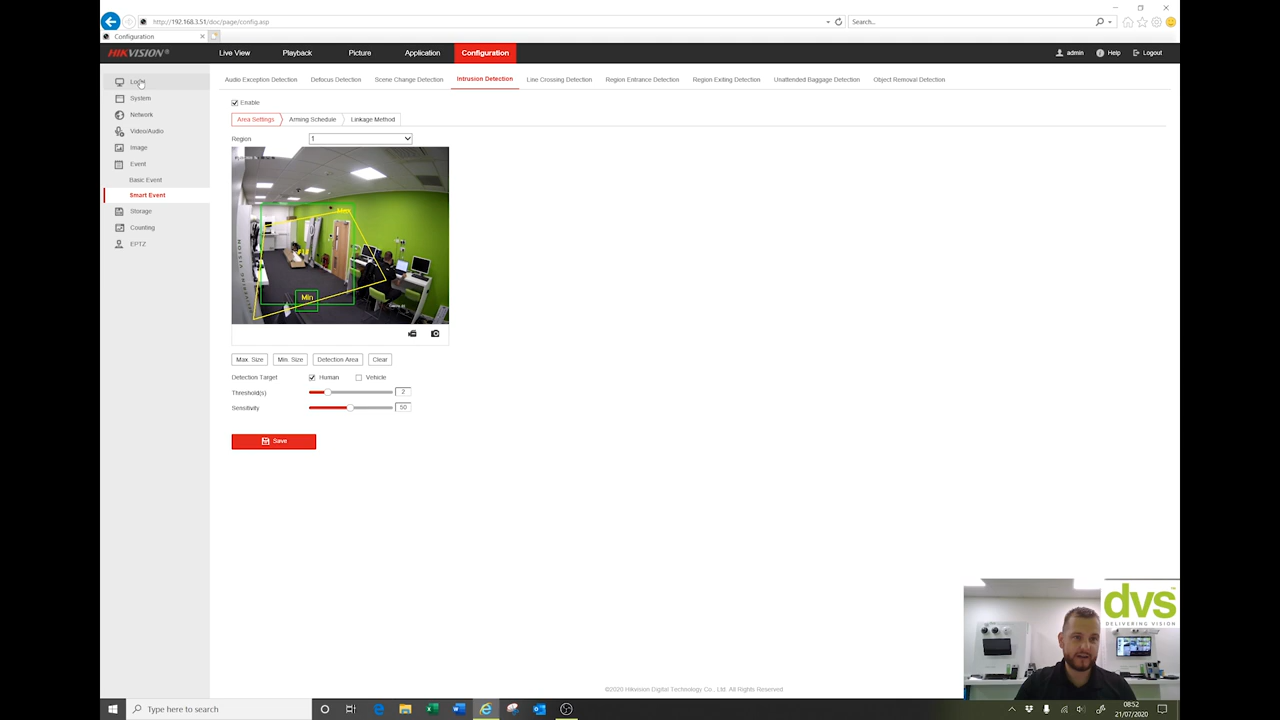 http://192.168.3.51/doc/page/config.asp
Search...
Configuration
HIKVISION®
Live View
Playback
Picture
Application
Configuration
admin
Help
Logout
Local
System
Network
Video/Audio
Image
Event
Basic Event
Smart Event
Storage
Counting
EPTZ
Audio Exception Detection
Defocus Detection
Scene Change Detection
Intrusion Detection
Line Crossing Detection
Region Entrance Detection
Region Exiting Detection
Unattended Baggage Detection
Object Removal Detection
Enable
Area Settings
Arming Schedule
Linkage Method
Region
1
Min
Max. Size
Min. Size
Detection Area
Clear
Detection Target
Human
Vehicle
Threshold(s)
2
Sensitivity
50
Save
©2020 Hikvision Digital Technology Co., Ltd. All Rights Reserved
dvs
DELIVERING VISION
Type here to search
08:52
21/07/2020